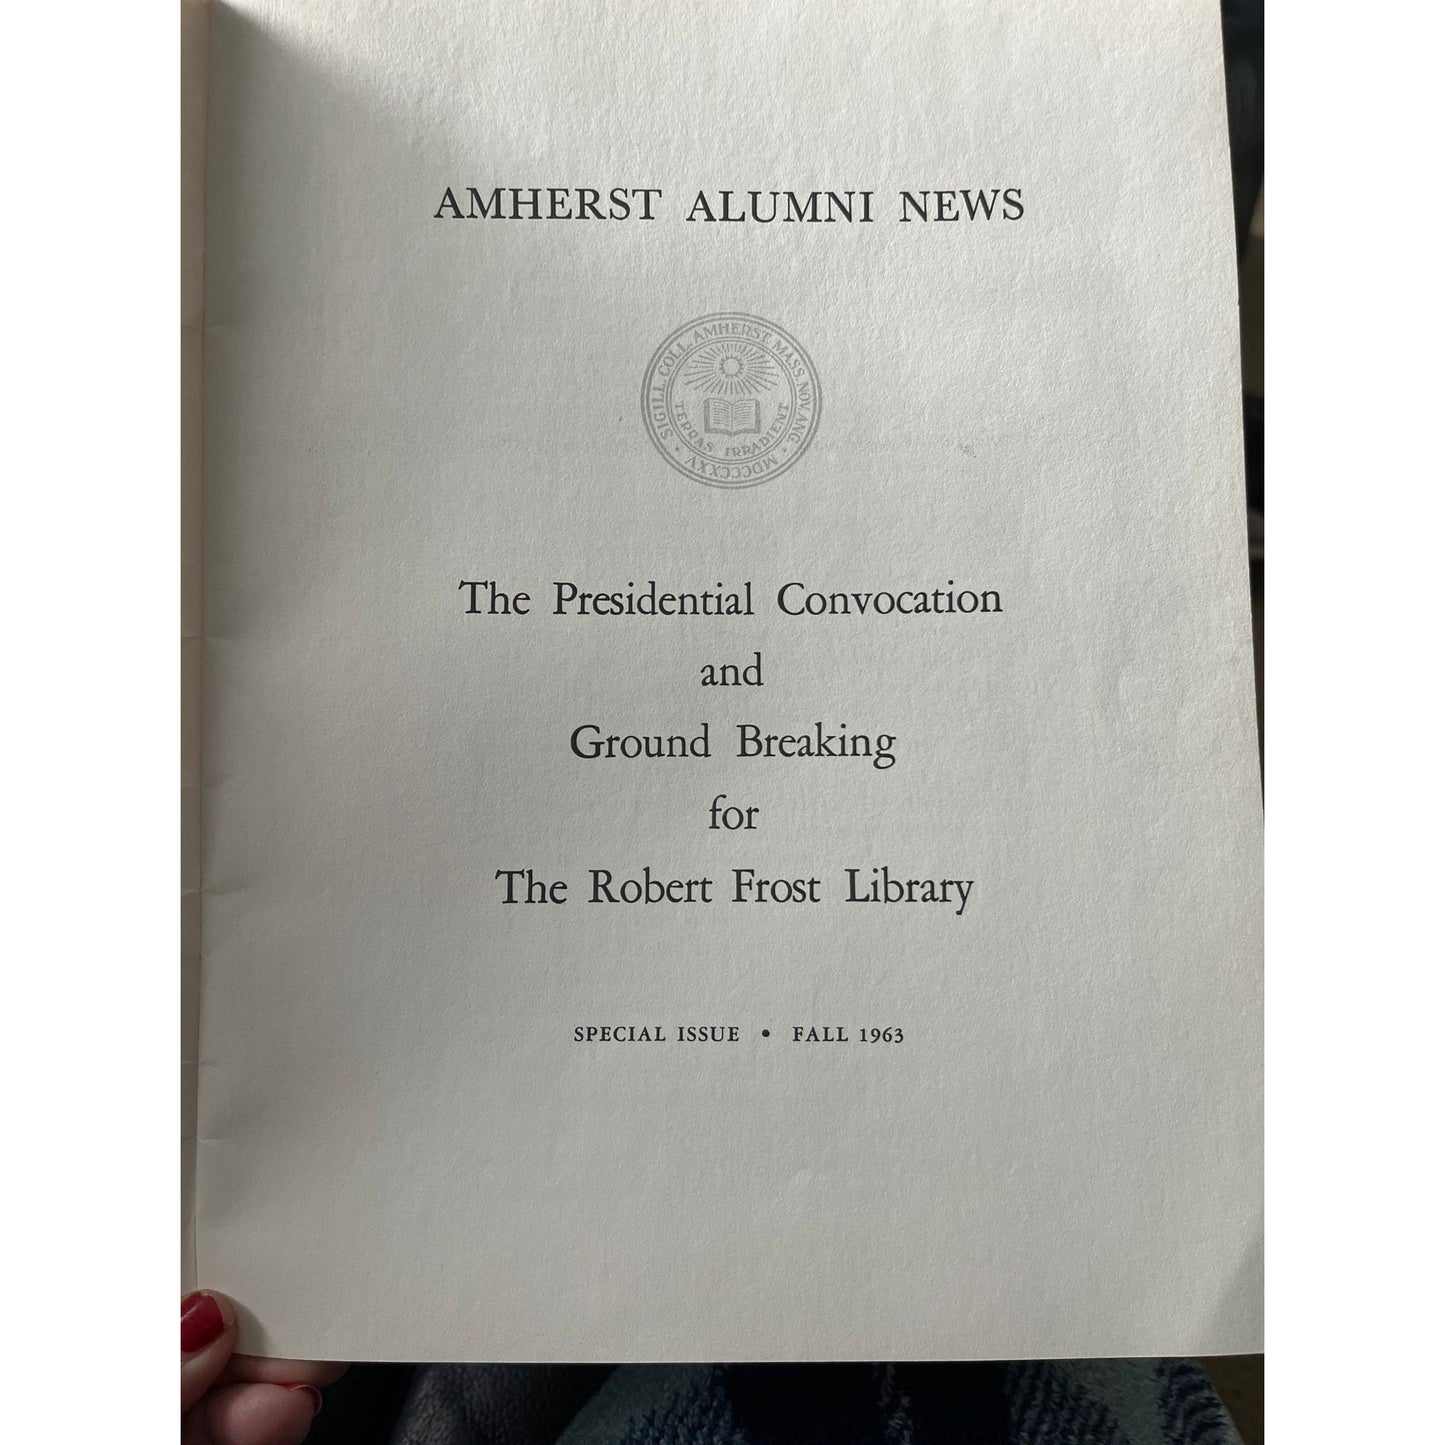 AMHERST ALUMNI NEWS
SIGILL. COLL. AMHERST. MASS. NOV. ANG.
TERRAS IRRADIENT
MDCCCXXV
The Presidential Convocation
and
Ground Breaking
for
The Robert Frost Library
SPECIAL ISSUE • FALL 1963